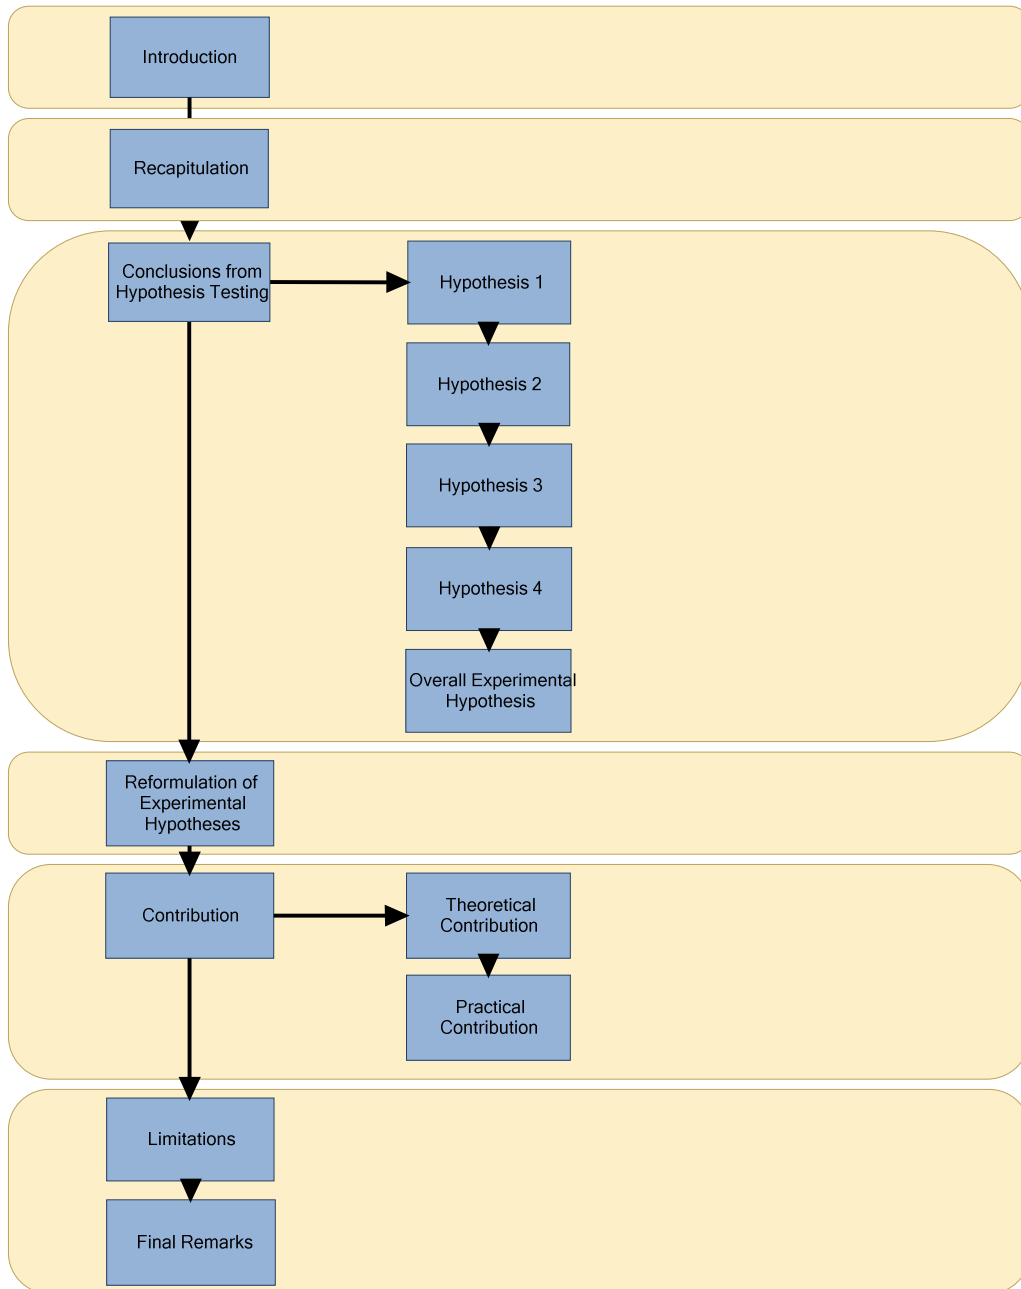 Introduction
Recapitulation
Conclusions from
Hypothesis Testing
Hypothesis 1
Hypothesis 2
Hypothesis 3
Hypothesis 4
Overall Experimental
Hypothesis
Reformulation of
Experimental
Hypotheses
Contribution
Theoretical
Contribution
Practical
Contribution
Limitations
Final Remarks